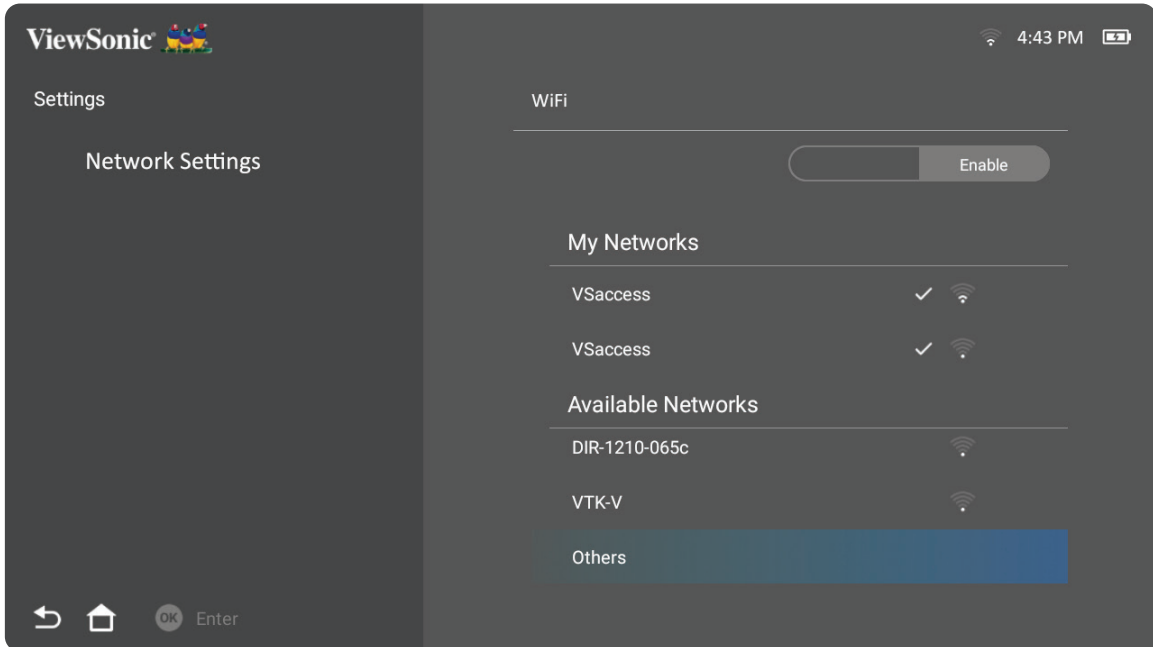 ViewSonic®
4:43 PM
Settings
Network Settings
WiFi
Enable
My Networks
VSaccess
VSaccess
Available Networks
DIR-1210-065c
VTK-V
Others
OK Enter